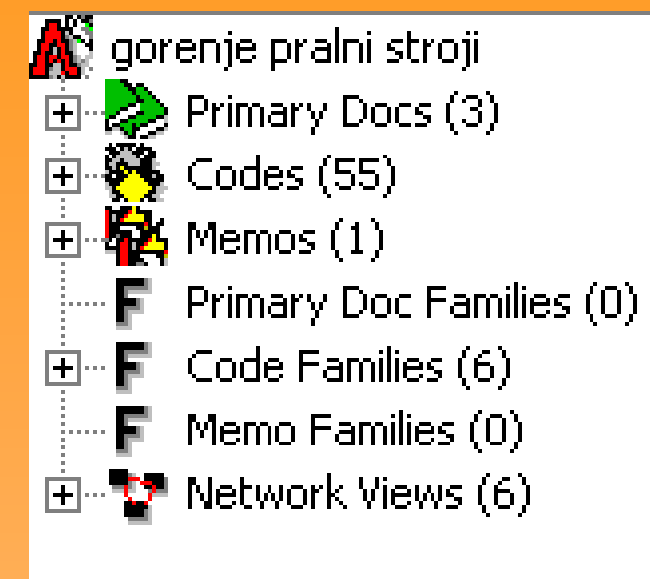 gorenje pralni stroji
Primary Docs (3)
Codes (55)
Memos (1)
Primary Doc Families (0)
Code Families (6)
Memo Families (0)
Network Views (6)